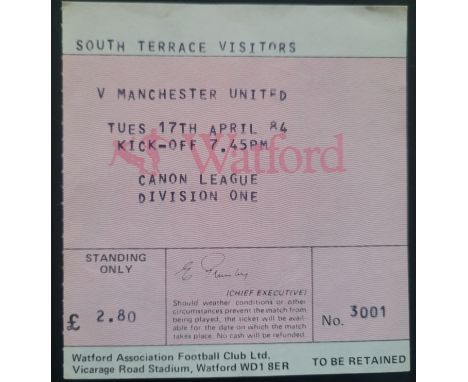 SOUTH TERRACE VISITORS
V MANCHESTER UNITED
TUES 17TH APRIL 84
KICK-OFF 7.45PM
Watford
CANON LEAGUE
DIVISION ONE
STANDING
ONLY
£ 2.80
(CHIEF EXECUTIVE)
Should weather conditions or other
circumstances prevent the match from
being played, the ticket will be avail-
able for the date on which the match
takes place. No cash will be refunded.
No. 3001
Watford Association Football Club Ltd.
Vicarage Road Stadium, Watford WD1 8ER
TO BE RETAINED